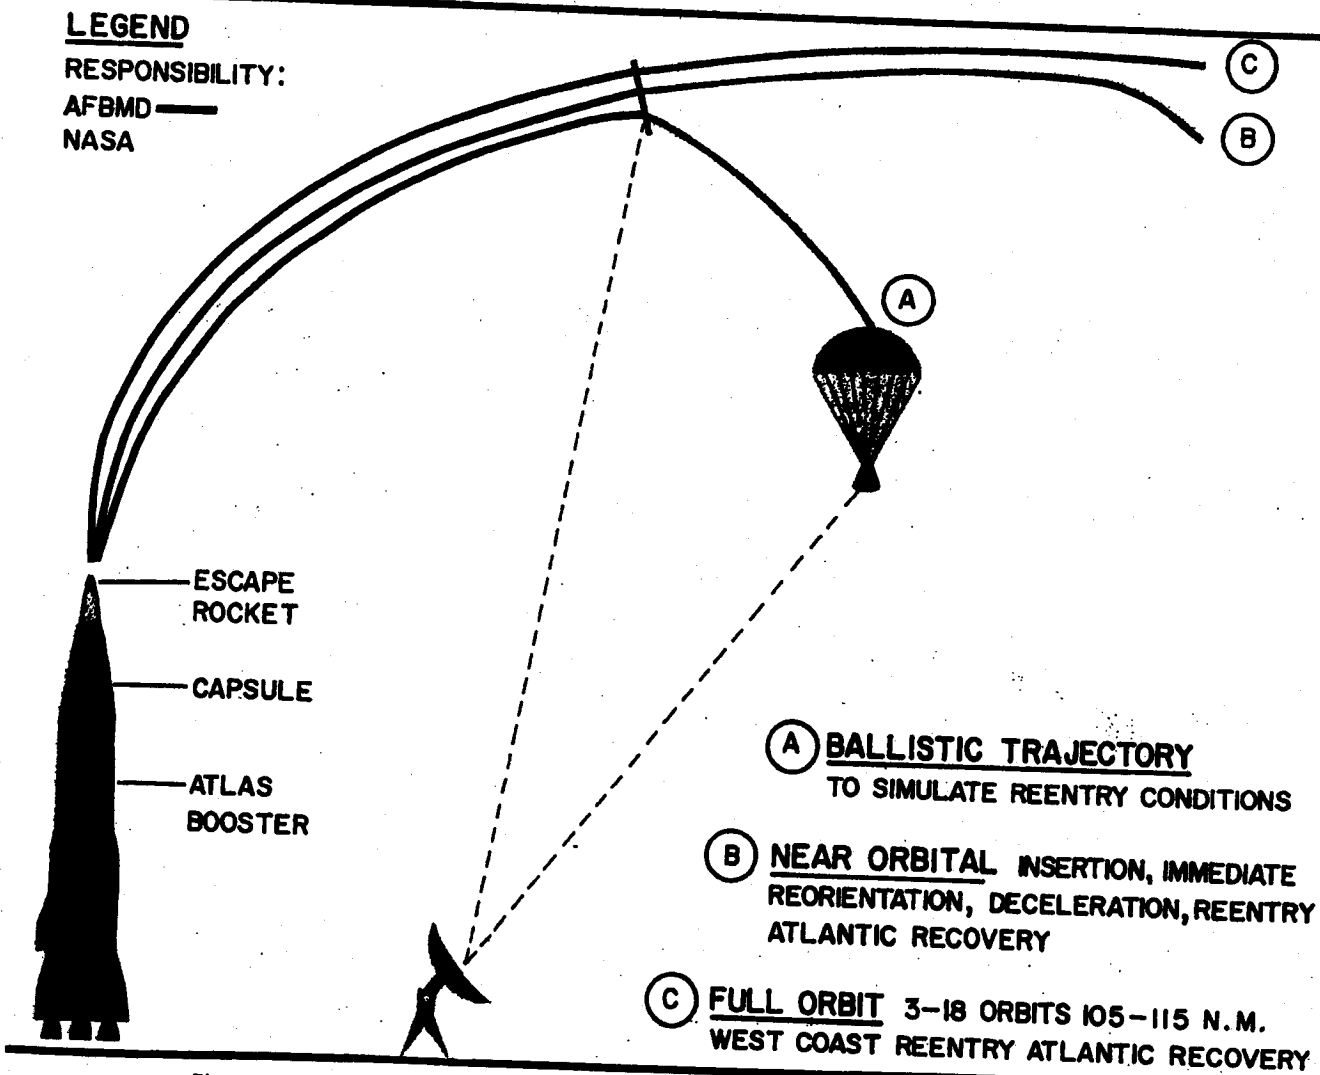 LEGEND
RESPONSIBILITY:
AFBMD
NASA
C
B
A
ESCAPE
ROCKET
CAPSULE
ATLAS
BOOSTER
A BALLISTIC TRAJECTORY
TO SIMULATE REENTRY CONDITIONS
B NEAR ORBITAL INSERTION, IMMEDIATE
REORIENTATION, DECELERATION, REENTRY
ATLANTIC RECOVERY
C FULL ORBIT 3-18 ORBITS 105-115 N.M.
WEST COAST REENTRY ATLANTIC RECOVERY